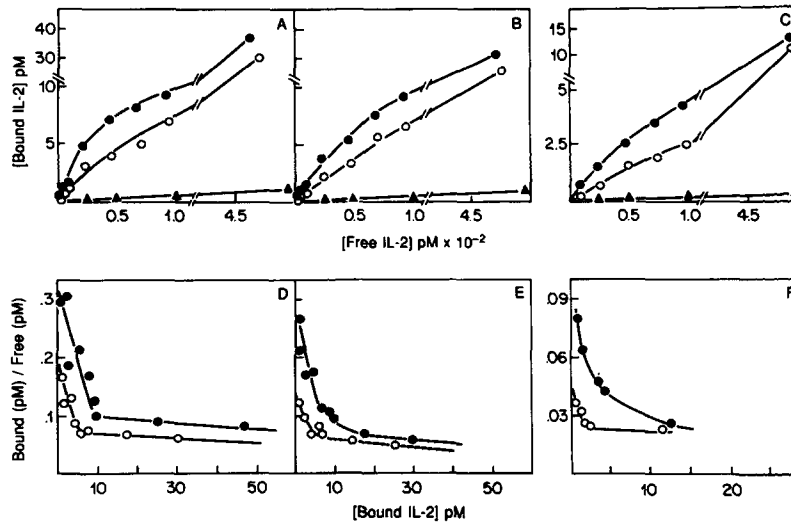 A
B
C
40
30
10
5
15
10
5
2.5
[Bound IL-2] pM
0.5 1.0 4.5
0.5 1.0 4.5
0.5 1.0 4.5
[Free IL-2] pM x 10-2
D
E
F
.3
.2
.1
.09
.06
.03
Bound (pM) / Free (pM)
10 30 50
10 30 50
10 20
[Bound IL-2] pM